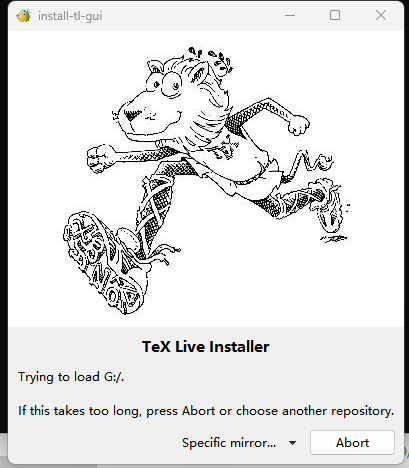 install-tl-gui
TeX Live Installer
Trying to load G:/.
If this takes too long, press Abort or choose another repository.
Specific mirror...
Abort